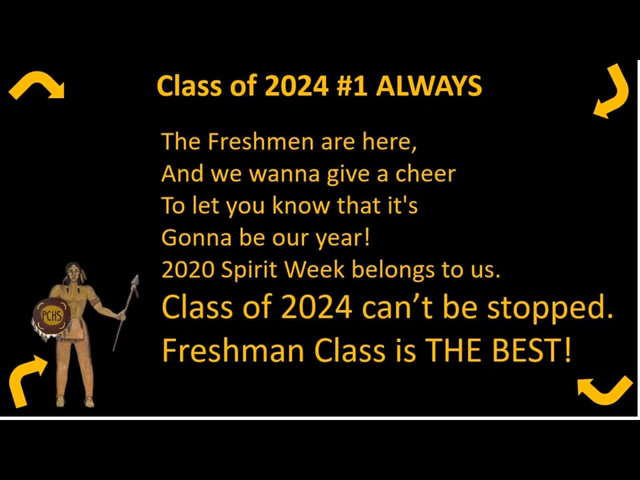 Class of 2024 #1 ALWAYS
The Freshmen are here,
And we wanna give a cheer
To let you know that it's
Gonna be our year!
2020 Spirit Week belongs to us.
Class of 2024 can’t be stopped.
Freshman Class is THE BEST!
PCHS